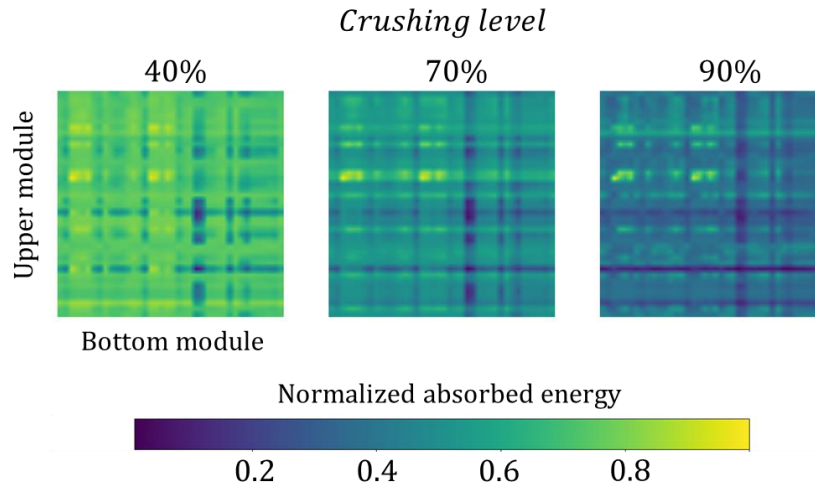 Crushing level
40%
70%
90%
Upper module
Bottom module
Normalized absorbed energy
0.2
0.4
0.6
0.8